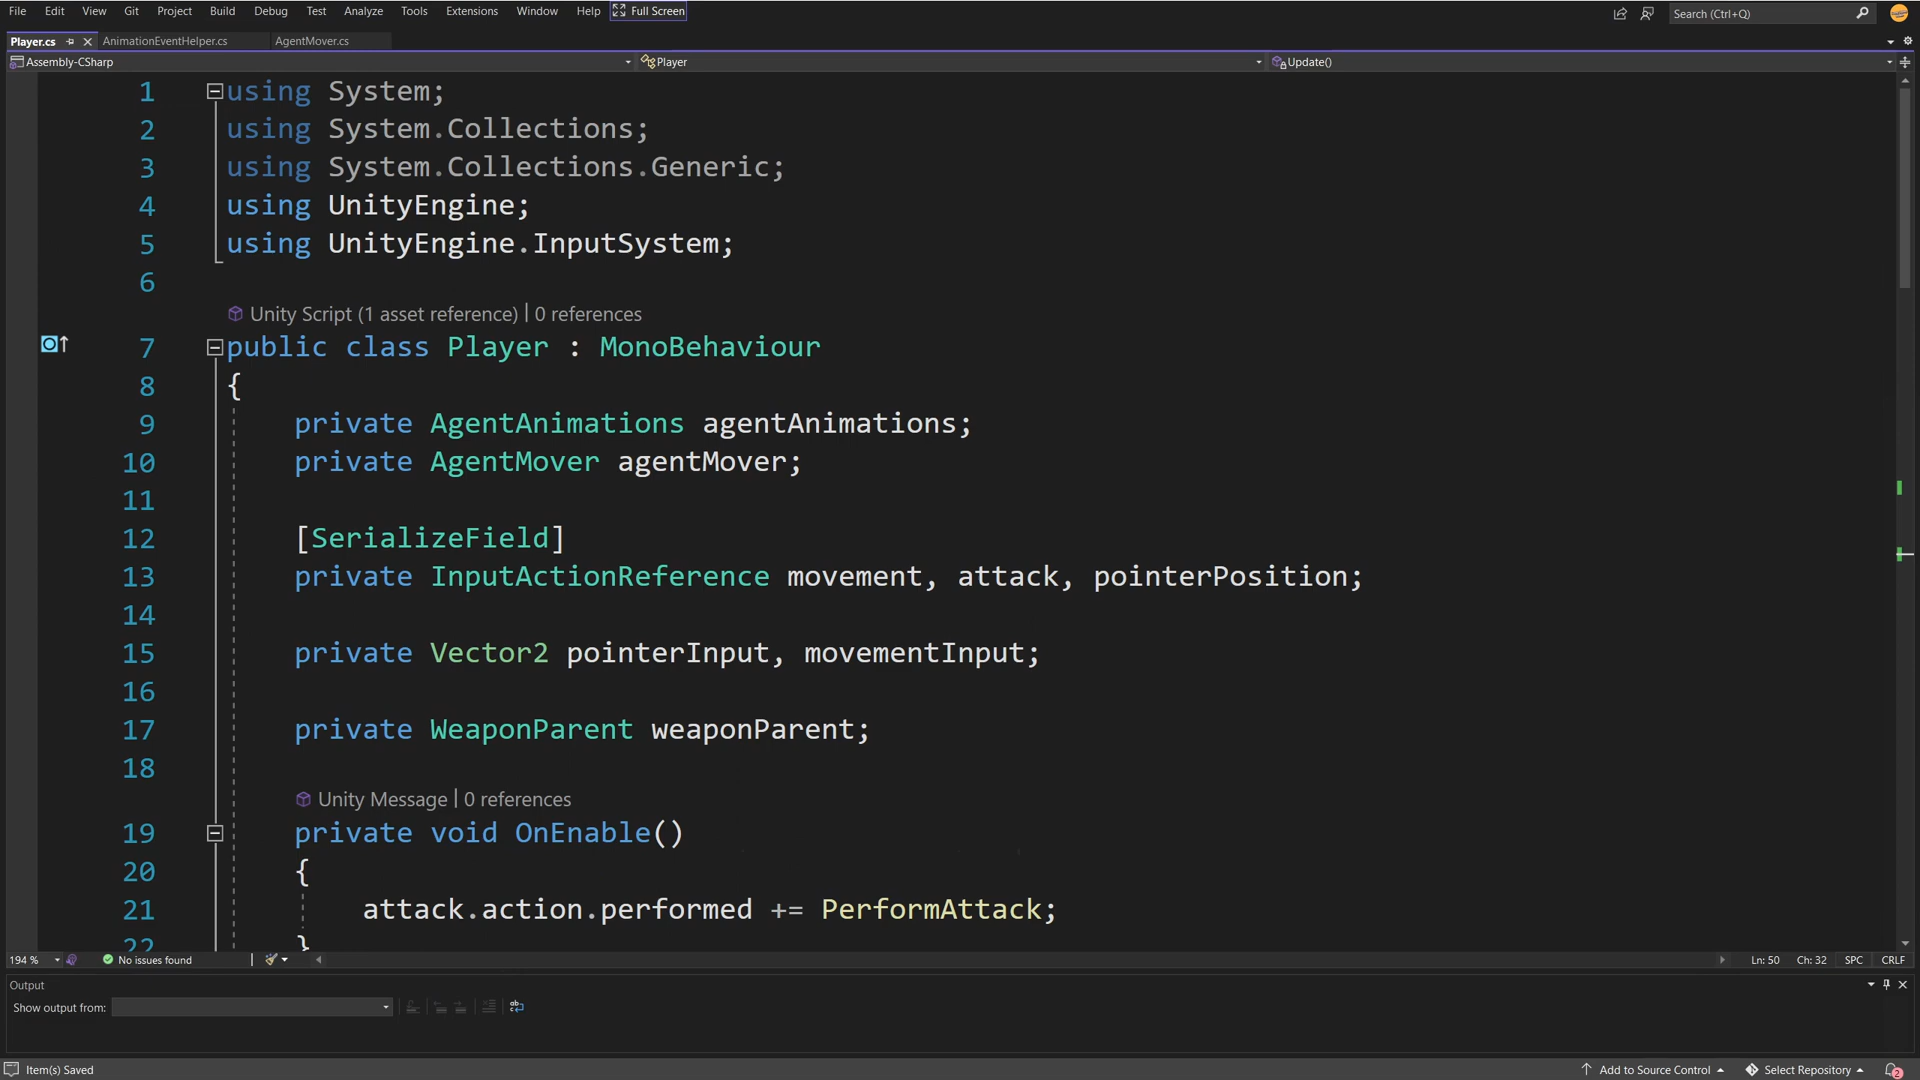 File Edit View Git Project Build Debug Test Analyze Tools Extensions Window Help Full Screen Search (Ctrl+Q)
Player.cs AnimationEventHelper.cs AgentMover.cs
Assembly-CSharp Player Update()
1 using System;
2 using System.Collections;
3 using System.Collections.Generic;
4 using UnityEngine;
5 using UnityEngine.InputSystem;
6
Unity Script (1 asset reference) | 0 references
7 public class Player : MonoBehaviour
8 {
9 private AgentAnimations agentAnimations;
10 private AgentMover agentMover;
11
12 [SerializeField]
13 private InputActionReference movement, attack, pointerPosition;
14
15 private Vector2 pointerInput, movementInput;
16
17 private WeaponParent weaponParent;
18
Unity Message | 0 references
19 private void OnEnable()
20 {
21 attack.action.performed += PerformAttack;
22 }
194 % No issues found Ln: 50 Ch: 32 SPC CRLF
Output
Show output from:
Item(s) Saved Add to Source Control Select Repository 2